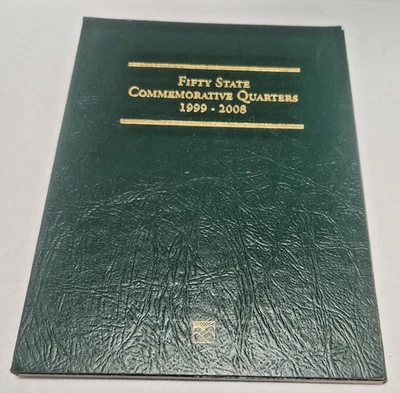 Fifty State
Commemorative Quarters
1999 - 2008